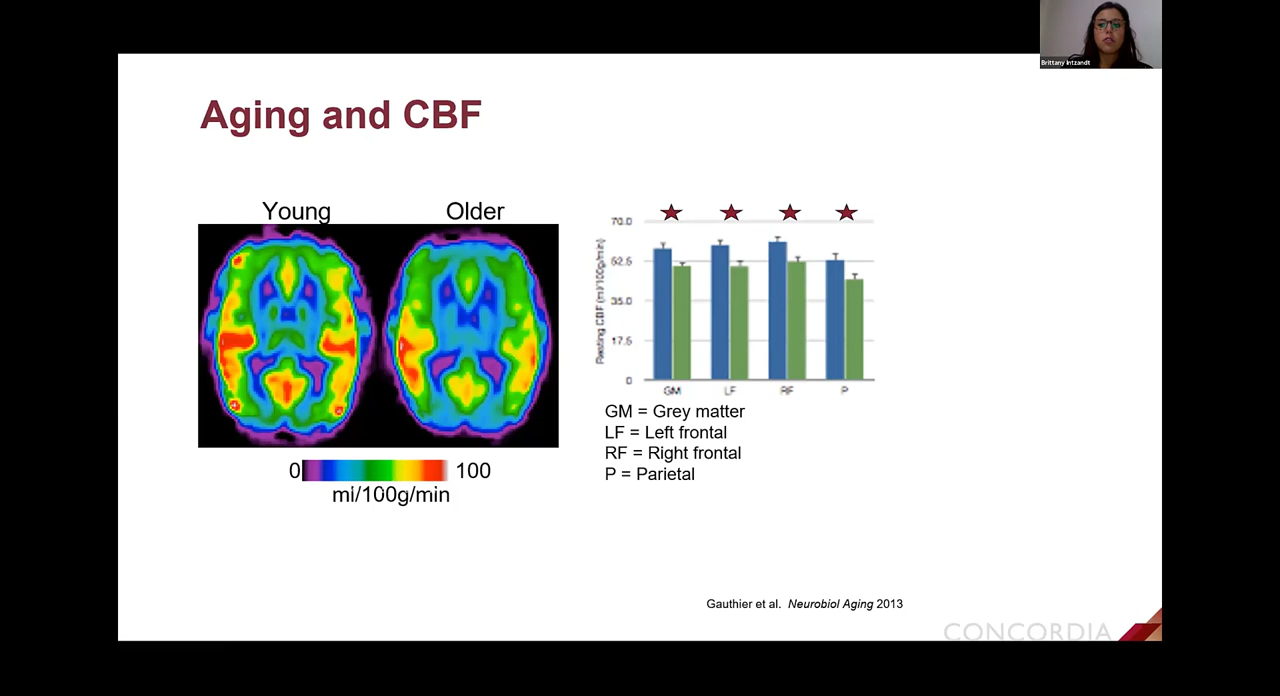 Brittany Intzandt
Aging and CBF
Young
Older
0
100
mi/100g/min
Resting CBF (ml/100g/min)
70.0
52.5
35.0
17.5
0
GM
LF
RF
P
GM = Grey matter
LF = Left frontal
RF = Right frontal
P = Parietal
Gauthier et al. Neurobiol Aging 2013
CONCORDIA